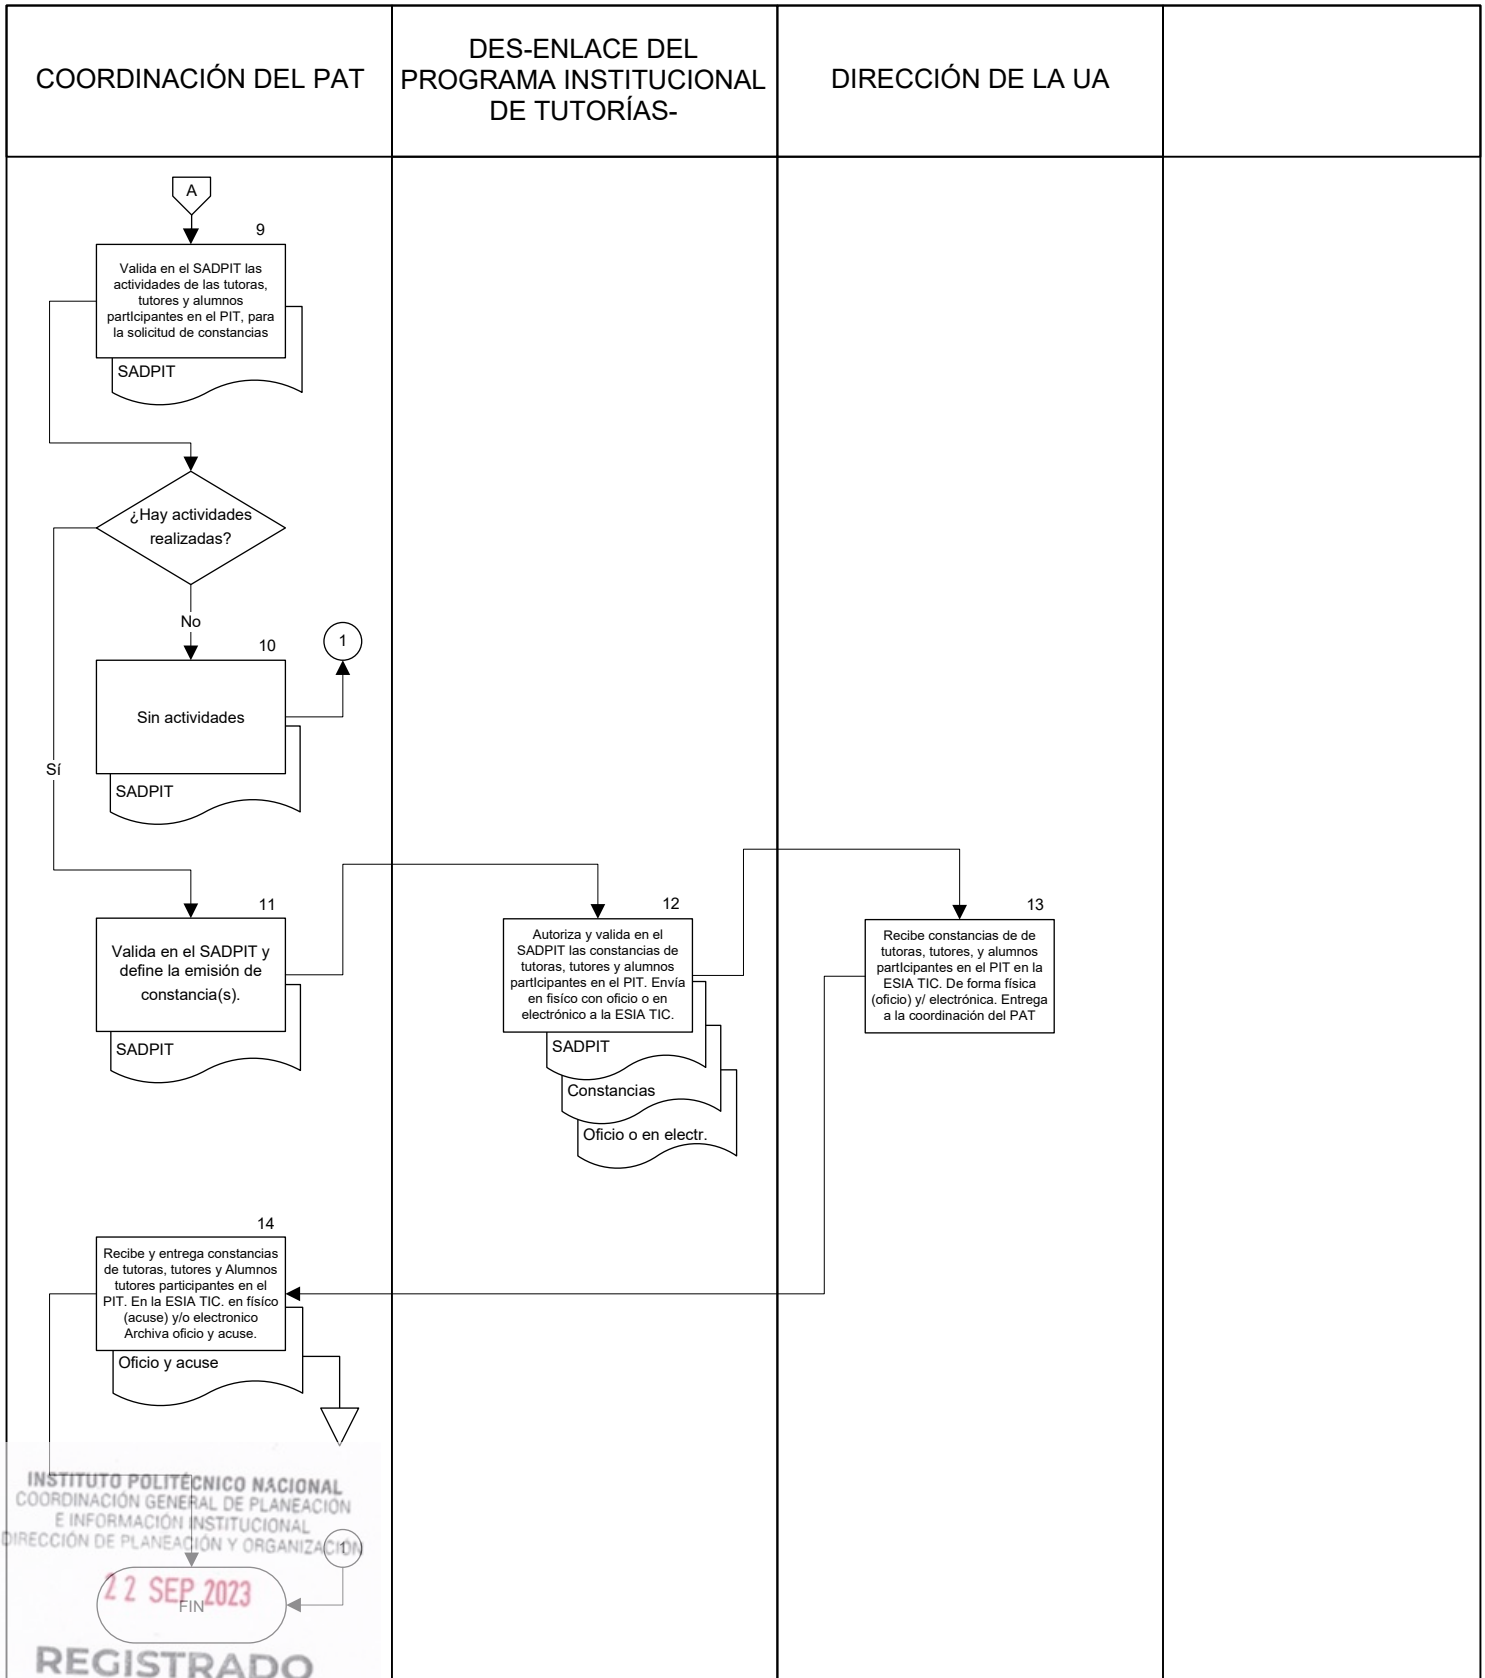 COORDINACIÓN DEL PAT
DES-ENLACE DEL
PROGRAMA INSTITUCIONAL
DE TUTORÍAS-
DIRECCIÓN DE LA UA
A
9
Valida en el SADPIT las
actividades de las tutoras,
tutores y alumnos
partIcipantes en el PIT, para
la solicitud de constancias
SADPIT
¿Hay actividades
realizadas?
No
10
1
Sin actividades
SADPIT
Sí
11
Valida en el SADPIT y
define la emisión de
constancia(s).
SADPIT
12
Autoriza y valida en el
SADPIT las constancias de
tutoras, tutores y alumnos
partIcipantes en el PIT. Envía
en fisíco con oficio o en
electrónico a la ESIA TIC.
SADPIT
Constancias
Oficio o en electr.
13
Recibe constancias de de
tutoras, tutores, y alumnos
partIcipantes en el PIT en la
ESIA TIC. De forma física
(oficio) y/ electrónica. Entrega
a la coordinación del PAT
14
Recibe y entrega constancias
de tutoras, tutores y Alumnos
tutores participantes en el
PIT. En la ESIA TIC. en físíco
(acuse) y/o electronico
Archiva oficio y acuse.
Oficio y acuse
INSTITUTO POLITÉCNICO NACIONAL
COORDINACIÓN GENERAL DE PLANEACIÓN
E INFORMACIÓN INSTITUCIONAL
DIRECCIÓN DE PLANEACIÓN Y ORGANIZACIÓN
1
22 SEP 2023
FIN
REGISTRADO